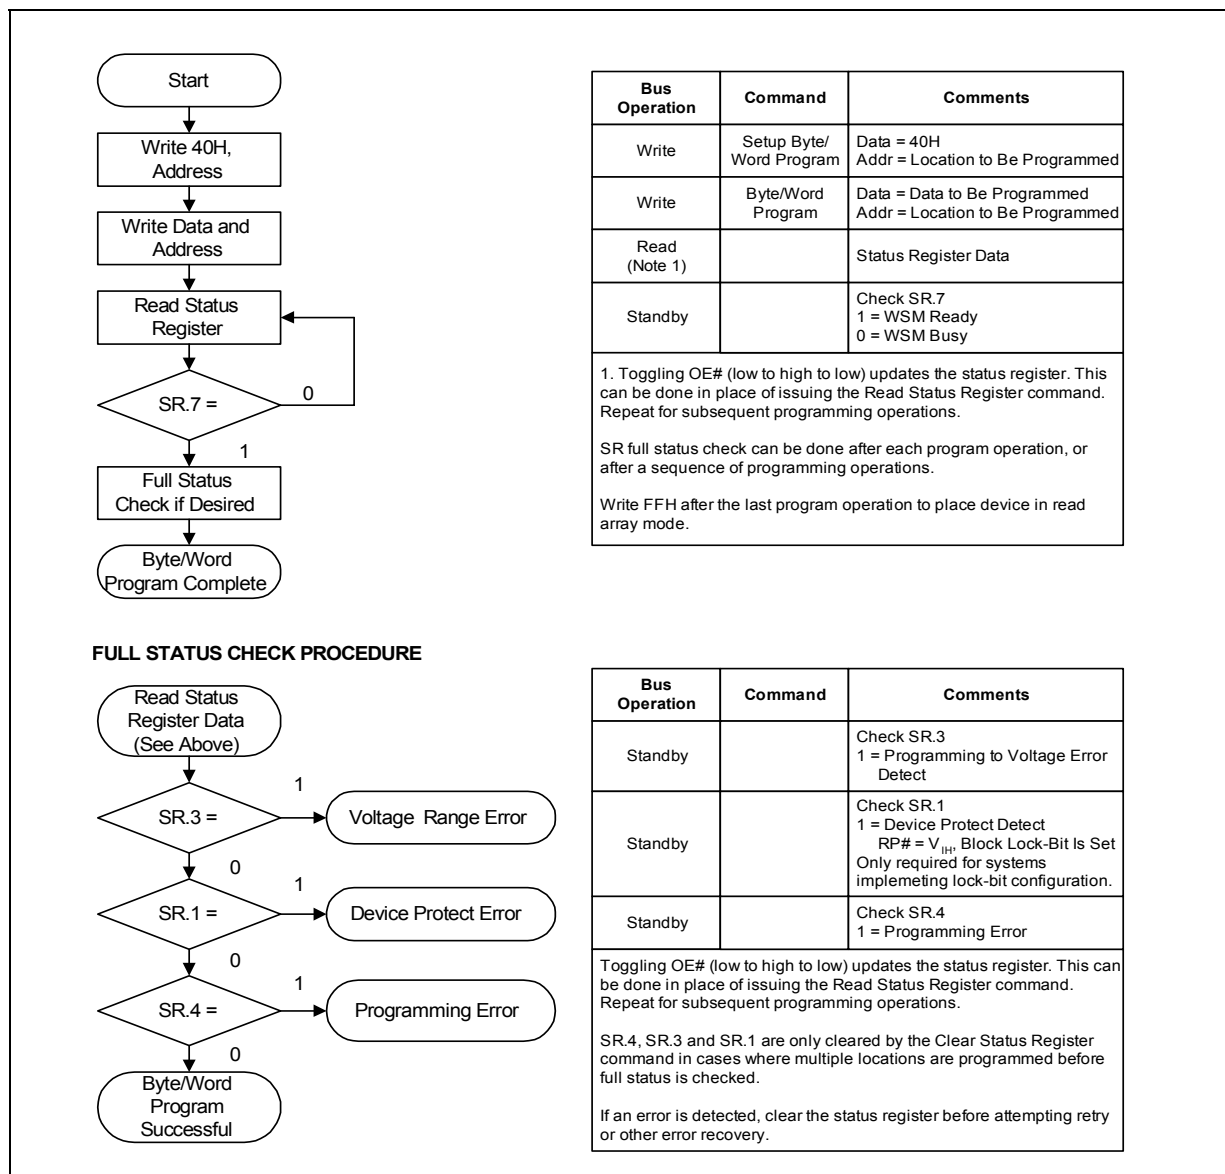 Start
Write 40H,
Address
Write Data and
Address
Read Status
Register
SR.7 =
0
1
Full Status
Check if Desired
Byte/Word
Program Complete
Bus
Operation
Command
Comments
Write
Setup Byte/
Word Program
Data = 40H
Addr = Location to Be Programmed
Write
Byte/Word
Program
Data = Data to Be Programmed
Addr = Location to Be Programmed
Read
(Note 1)
Status Register Data
Standby
Check SR.7
1 = WSM Ready
0 = WSM Busy
1. Toggling OE# (low to high to low) updates the status register. This
can be done in place of issuing the Read Status Register command.
Repeat for subsequent programming operations.
SR full status check can be done after each program operation, or
after a sequence of programming operations.
Write FFH after the last program operation to place device in read
array mode.
FULL STATUS CHECK PROCEDURE
Read Status
Register Data
(See Above)
SR.3 =
1
Voltage Range Error
0
SR.1 =
1
Device Protect Error
0
SR.4 =
1
Programming Error
0
Byte/Word
Program
Successful
Bus
Operation
Command
Comments
Standby
Check SR.3
1 = Programming to Voltage Error
Detect
Standby
Check SR.1
1 = Device Protect Detect
RP# = VIH, Block Lock-Bit Is Set
Only required for systems
implemeting lock-bit configuration.
Standby
Check SR.4
1 = Programming Error
Toggling OE# (low to high to low) updates the status register. This can
be done in place of issuing the Read Status Register command.
Repeat for subsequent programming operations.
SR.4, SR.3 and SR.1 are only cleared by the Clear Status Register
command in cases where multiple locations are programmed before
full status is checked.
If an error is detected, clear the status register before attempting retry
or other error recovery.